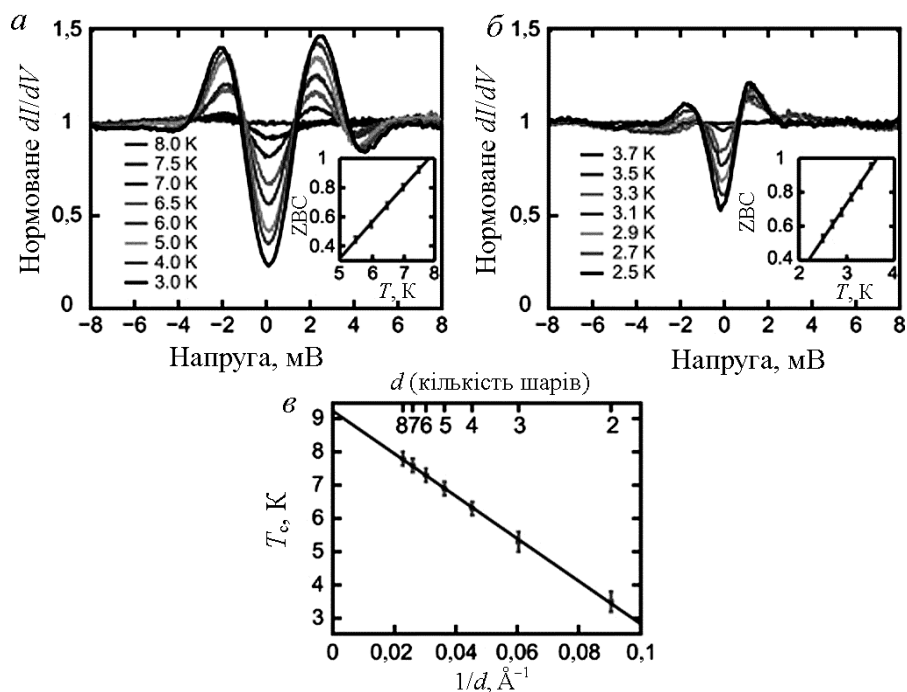 а
1,5
1
0,5
0
Нормоване dI/dV
8.0 K
7.5 K
7.0 K
6.5 K
6.0 K
5.0 K
4.0 K
3.0 K
ZBC
1
0.8
0.6
0.4
5 6 7 8
T, К
−8 −6 −4 −2 0 2 4 6 8
Напруга, мВ
б
1,5
1
0,5
0
Нормоване dI/dV
3.7 K
3.5 K
3.3 K
3.1 K
2.9 K
2.7 K
2.5 K
ZBC
1
0.8
0.6
0.4
2 3 4
T, К
−8 −6 −4 −2 0 2 4 6 8
Напруга, мВ
в
d (кількість шарів)
8 7 6 5 4 3 2
9
8
7
6
5
4
3
Tc, К
0 0,02 0,04 0,06 0,08 0,1
1/d, Å−1